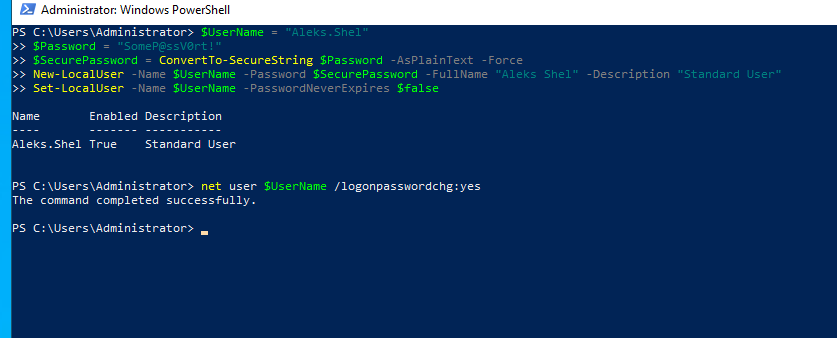 Administrator: Windows PowerShell
PS C:\Users\Administrator> $UserName = "Aleks.Shel"
>> $Password = "SomeP@ssV0rt!"
>> $SecurePassword = ConvertTo-SecureString $Password -AsPlainText -Force
>> New-LocalUser -Name $UserName -Password $SecurePassword -FullName "Aleks Shel" -Description "Standard User"
>> Set-LocalUser -Name $UserName -PasswordNeverExpires $false
Name       Enabled Description
----       ------- -----------
Aleks.Shel True    Standard User
PS C:\Users\Administrator> net user $UserName /logonpasswordchg:yes
The command completed successfully.
PS C:\Users\Administrator>